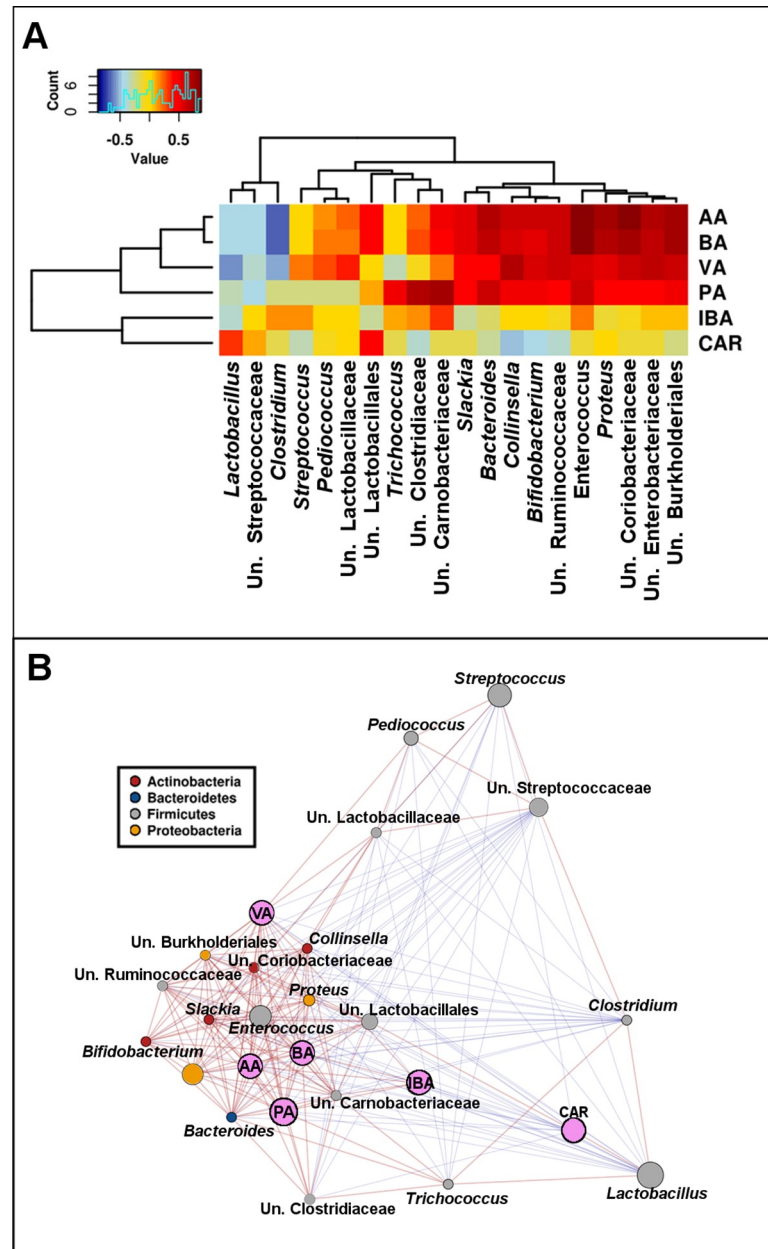 A
Count
0 6
-0.5 0.5
Value
AA
BA
VA
PA
IBA
CAR
Lactobacillus
Un. Streptococcaceae
Clostridium
Streptococcus
Pediococcus
Un. Lactobacillaceae
Un. Lactobacillales
Trichococcus
Un. Clostridiaceae
Un. Carnobacteriaceae
Slackia
Bacteroides
Collinsella
Bifidobacterium
Un. Ruminococcaceae
Enterococcus
Proteus
Un. Coriobacteriaceae
Un. Enterobacteriaceae
Un. Burkholderiales
B
Streptococcus
Pediococcus
Actinobacteria
Bacteroidetes
Firmicutes
Proteobacteria
Un. Streptococcaceae
Un. Lactobacillaceae
VA
Un. Burkholderiales
Collinsella
Un. Coriobacteriaceae
Un. Ruminococcaceae
Proteus
Slackia
Un. Lactobacillales
Clostridium
Enterococcus
Bifidobacterium
BA
AA
IBA
Un. Carnobacteriaceae
CAR
PA
Bacteroides
Un. Clostridiaceae
Trichococcus
Lactobacillus